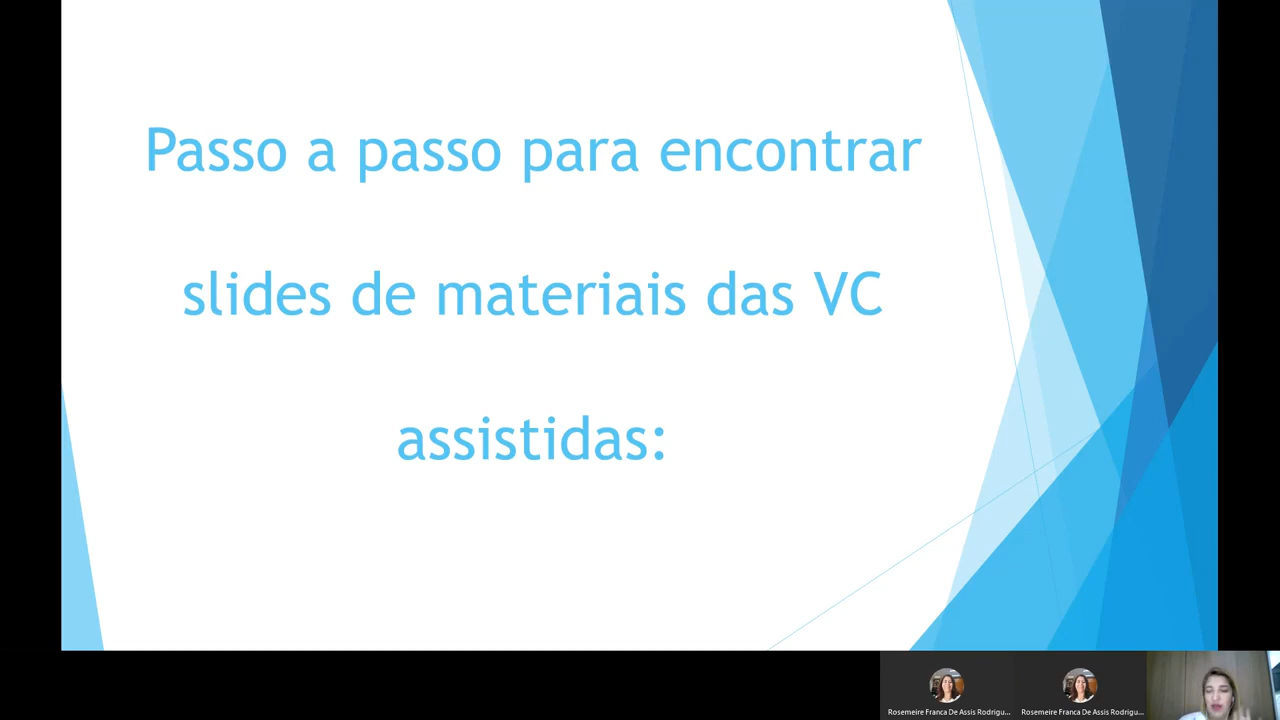 Passo a passo para encontrar
slides de materiais das VC
assistidas:
Rosemeire Franca De Assis Rodrigu...
Rosemeire Franca De Assis Rodrigu...